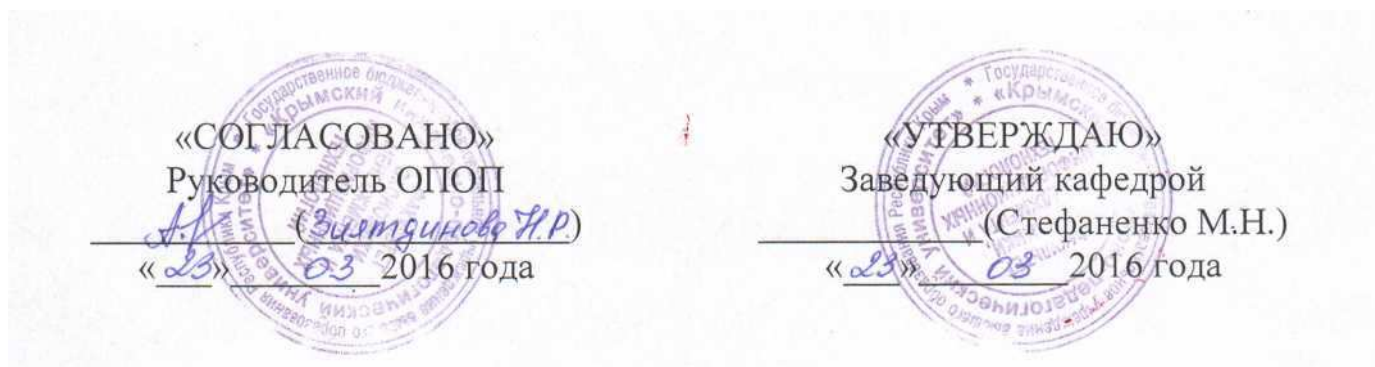 «СОГЛАСОВАНО»
Руководитель ОПОП
(Зиятдинова Н.Р.)
«23» 03 2016 года
«УТВЕРЖДАЮ»
Заведующий кафедрой
(Стефаненко М.Н.)
«23» 03 2016 года